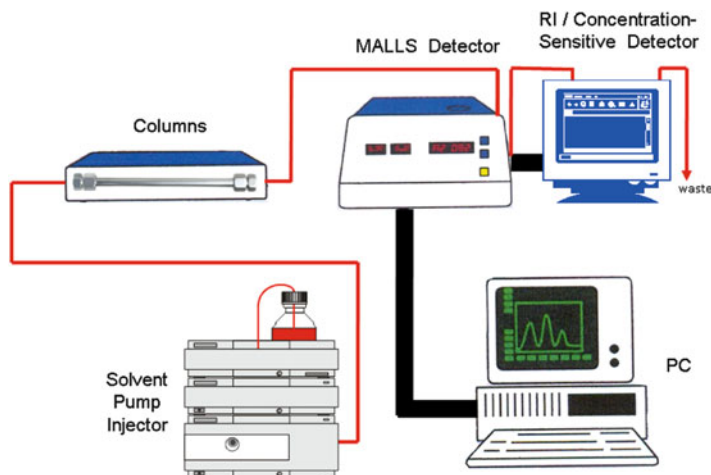 RI / Concentration-
Sensitive Detector
MALLS Detector
Columns
waste
Solvent
Pump
Injector
PC